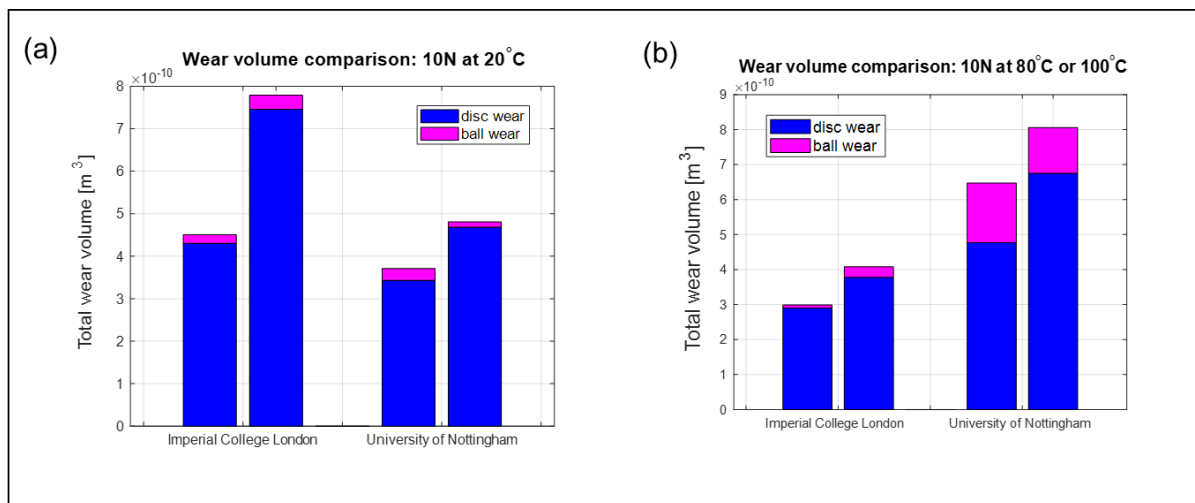 (a)
Wear volume comparison: 10N at 20°C
×10⁻¹⁰
Total wear volume [m³]
8
7
6
5
4
3
2
1
0
disc wear
ball wear
Imperial College London
University of Nottingham
(b)
Wear volume comparison: 10N at 80°C or 100°C
×10⁻¹⁰
Total wear volume [m³]
9
8
7
6
5
4
3
2
1
0
disc wear
ball wear
Imperial College London
University of Nottingham